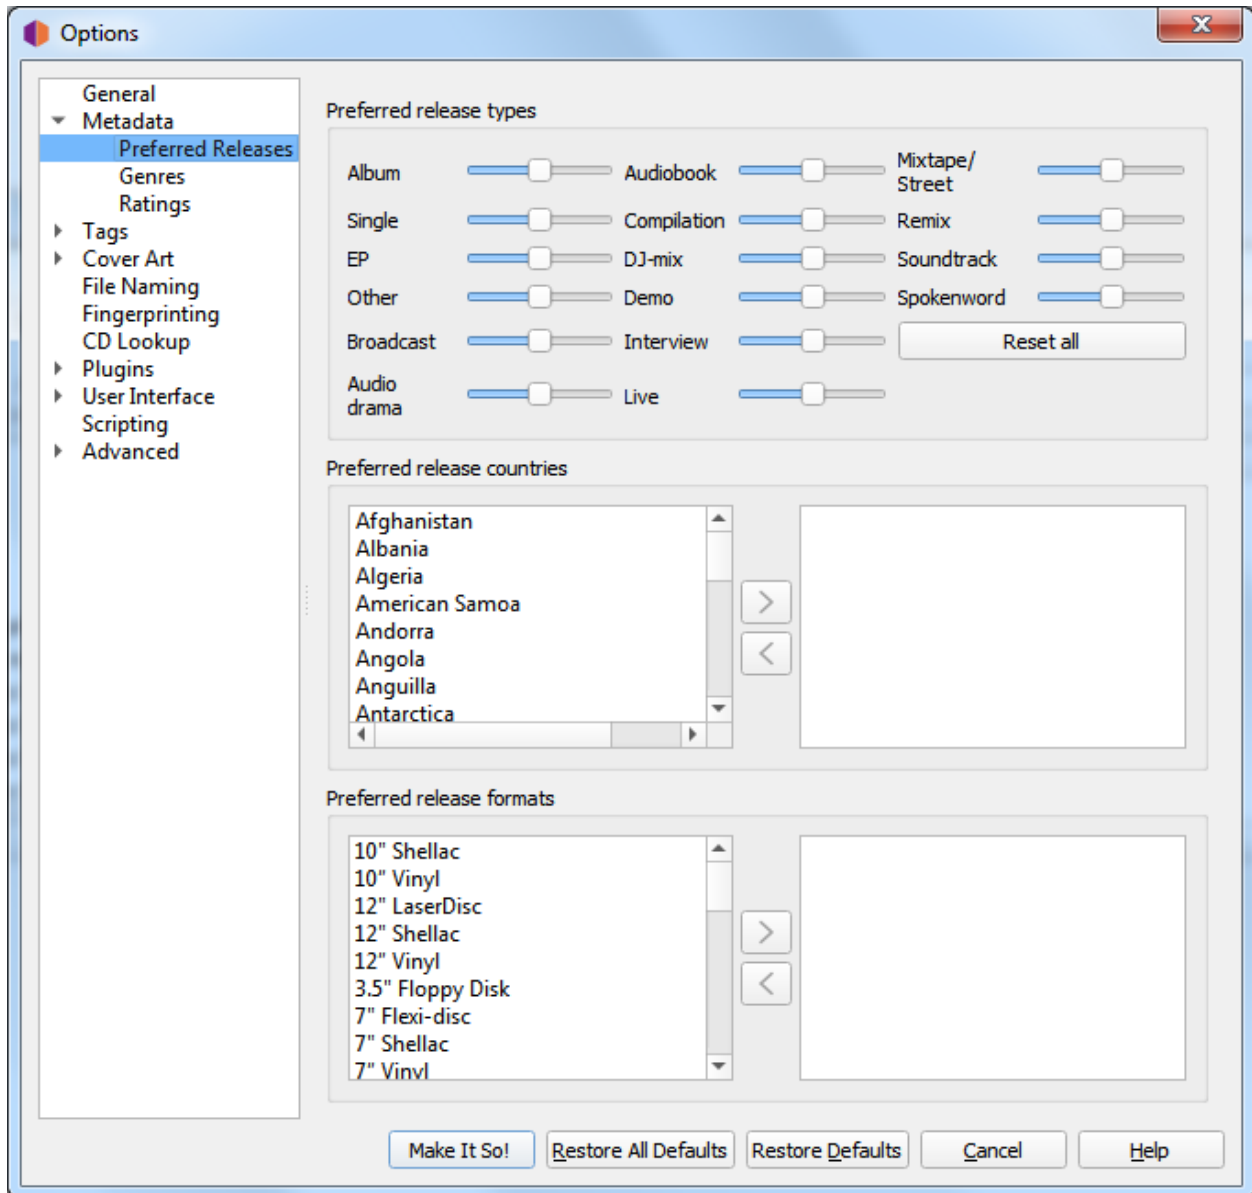 Options
General
Metadata
Preferred Releases
Genres
Ratings
Tags
Cover Art
File Naming
Fingerprinting
CD Lookup
Plugins
User Interface
Scripting
Advanced
Preferred release types
Album
Audiobook
Mixtape/
Street
Single
Compilation
Remix
EP
DJ-mix
Soundtrack
Other
Demo
Spokenword
Broadcast
Interview
Reset all
Audio
drama
Live
Preferred release countries
Afghanistan
Albania
Algeria
American Samoa
Andorra
Angola
Anguilla
Antarctica
>
<
Preferred release formats
10" Shellac
10" Vinyl
12" LaserDisc
12" Shellac
12" Vinyl
3.5" Floppy Disk
7" Flexi-disc
7" Shellac
7" Vinyl
>
<
Make It So!
Restore All Defaults
Restore Defaults
Cancel
Help